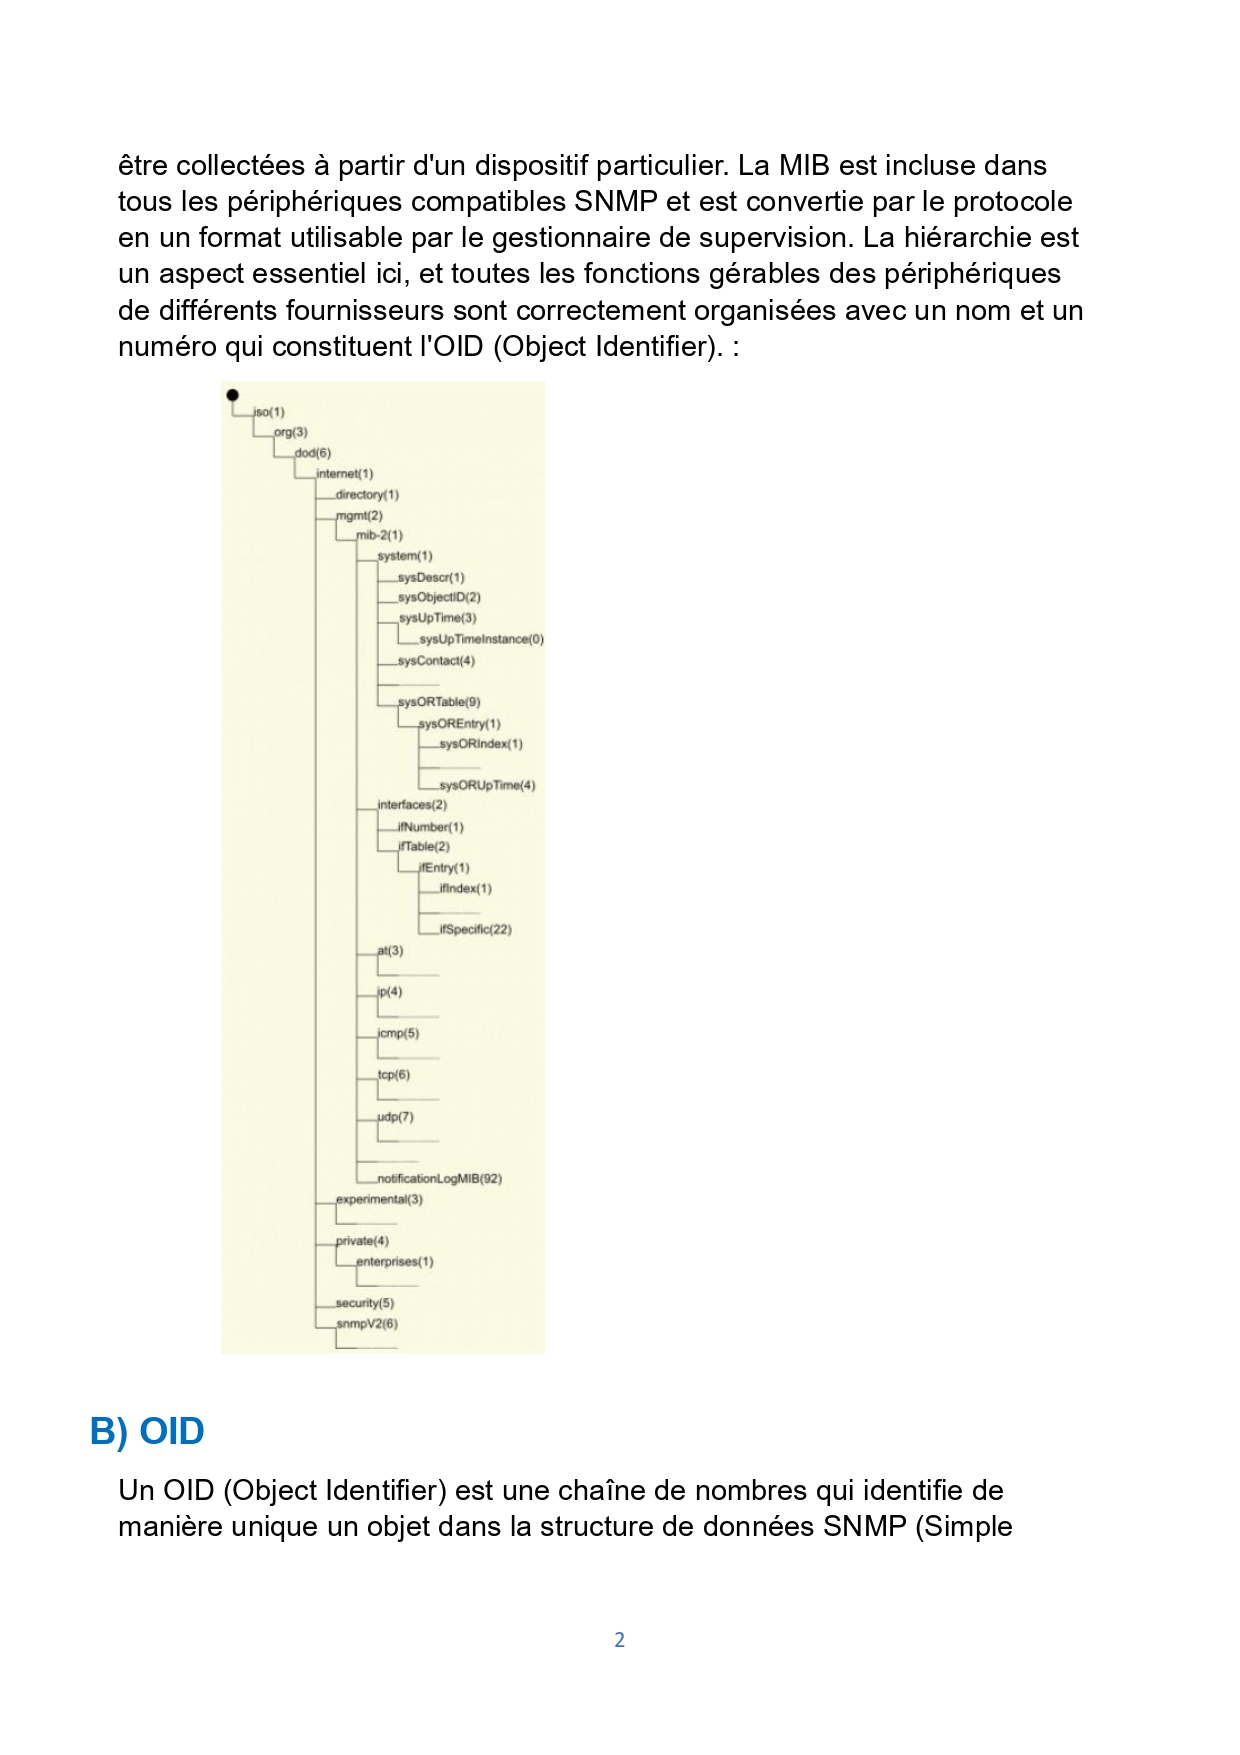 être collectées à partir d'un dispositif particulier. La MIB est incluse dans
tous les périphériques compatibles SNMP et est convertie par le protocole
en un format utilisable par le gestionnaire de supervision. La hiérarchie est
un aspect essentiel ici, et toutes les fonctions gérables des périphériques
de différents fournisseurs sont correctement organisées avec un nom et un
numéro qui constituent l'OID (Object Identifier). :
iso(1)
org(3)
dod(6)
internet(1)
directory(1)
mgmt(2)
mib-2(1)
system(1)
sysDescr(1)
sysObjectID(2)
sysUpTime(3)
sysUpTimeInstance(0)
sysContact(4)
sysORTable(9)
sysOREntry(1)
sysORIndex(1)
sysORUpTime(4)
interfaces(2)
ifNumber(1)
ifTable(2)
ifEntry(1)
ifIndex(1)
ifSpecific(22)
at(3)
ip(4)
icmp(5)
tcp(6)
udp(7)
notificationLogMIB(92)
experimental(3)
private(4)
enterprises(1)
security(5)
snmpV2(6)
B) OID
Un OID (Object Identifier) est une chaîne de nombres qui identifie de
manière unique un objet dans la structure de données SNMP (Simple
2